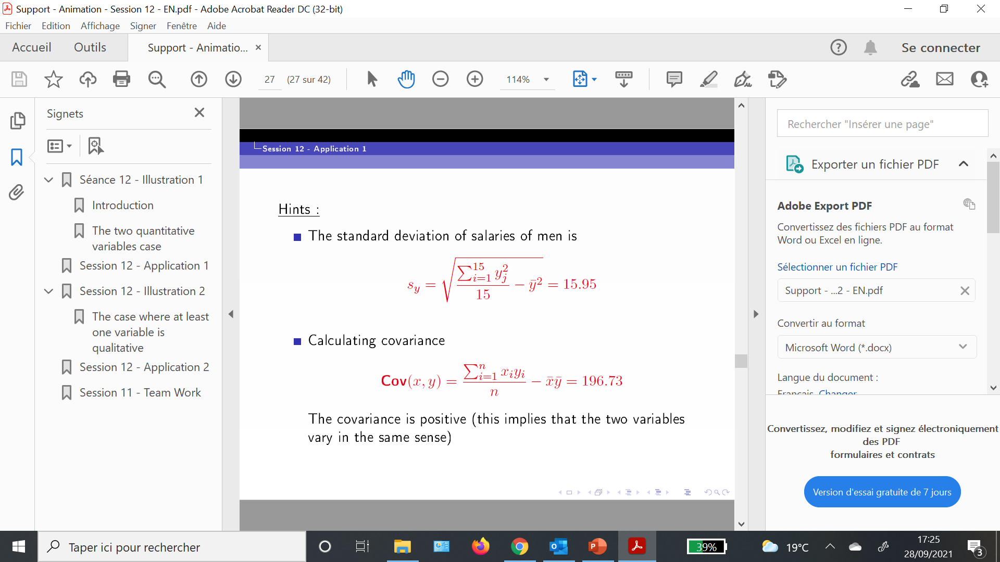 Support - Animation - Session 12 - EN.pdf - Adobe Acrobat Reader DC (32-bit)
Fichier Edition Affichage Signer Fenêtre Aide
Accueil Outils Support - Animatio... × Se connecter
27 (27 sur 42) 114%
Signets
Séance 12 - Illustration 1
Introduction
The two quantitative
variables case
Session 12 - Application 1
Session 12 - Illustration 2
The case where at least
one variable is
qualitative
Session 12 - Application 2
Session 11 - Team Work
Session 12 - Application 1
Hints :
The standard deviation of salaries of men is
s_y = √(∑_{i=1}^{15} y_j^2 / 15 − ȳ²) = 15.95
Calculating covariance
Cov(x, y) = ∑_{i=1}^{n} x_i y_i / n − x̄ȳ = 196.73
The covariance is positive (this implies that the two variables
vary in the same sense)
Rechercher "Insérer une page"
Exporter un fichier PDF
Adobe Export PDF
Convertissez des fichiers PDF au format
Word ou Excel en ligne.
Sélectionner un fichier PDF
Support - ...2 - EN.pdf
Convertir au format
Microsoft Word (*.docx)
Langue du document :
Français Changer
Convertissez, modifiez et signez électroniquement
des PDF
formulaires et contrats
Version d'essai gratuite de 7 jours
Taper ici pour rechercher
39%
19°C
17:25
28/09/2021
3